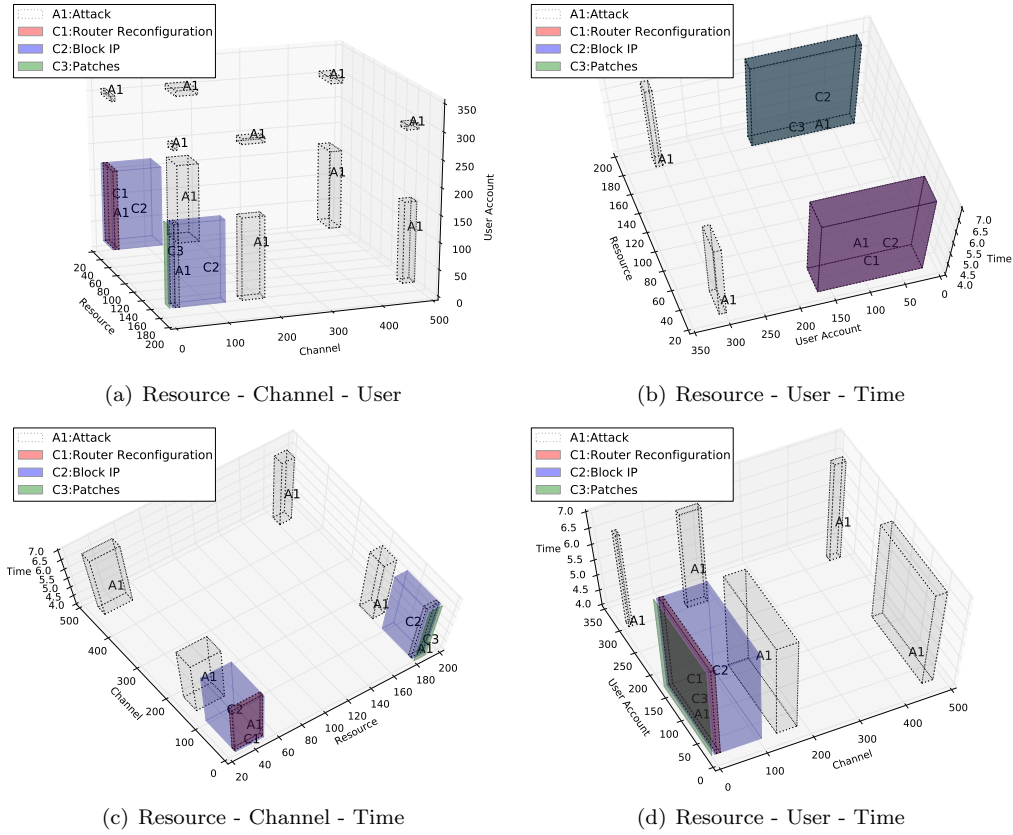 A1:Attack
C1:Router Reconfiguration
C2:Block IP
C3:Patches
A1
A1
A1
A1
A1
A1
A1
A1
C1
A1
C2
A1
A1
C3
A1
C2
350
300
250
200
150
100
50
0
User Account
20
40
60
80
100
120
140
160
180
200
Resource
0
100
200
300
400
500
Channel
(a) Resource - Channel - User
A1:Attack
C1:Router Reconfiguration
C2:Block IP
C3:Patches
C2
C3
A1
A1
A1
C2
C1
A1
200
180
160
140
120
100
80
60
40
20
Resource
350
300
250
200
150
100
50
0
User Account
7.0
6.5
6.0
5.5
5.0
4.5
4.0
Time
(b) Resource - User - Time
A1:Attack
C1:Router Reconfiguration
C2:Block IP
C3:Patches
A1
A1
A1
A1
C2
C3
A1
C2
A1
C1
7.0
6.5
6.0
5.5
5.0
4.5
4.0
Time
500
400
300
200
100
0
Channel
20
40
60
80
100
120
140
160
180
200
Resource
(c) Resource - Channel - Time
A1:Attack
C1:Router Reconfiguration
C2:Block IP
C3:Patches
A1
A1
A1
A1
A1
C2
C1
C3
A1
7.0
6.5
6.0
5.5
5.0
4.5
4.0
Time
350
300
250
200
150
100
50
0
User Account
0
100
200
300
400
500
Channel
(d) Resource - User - Time